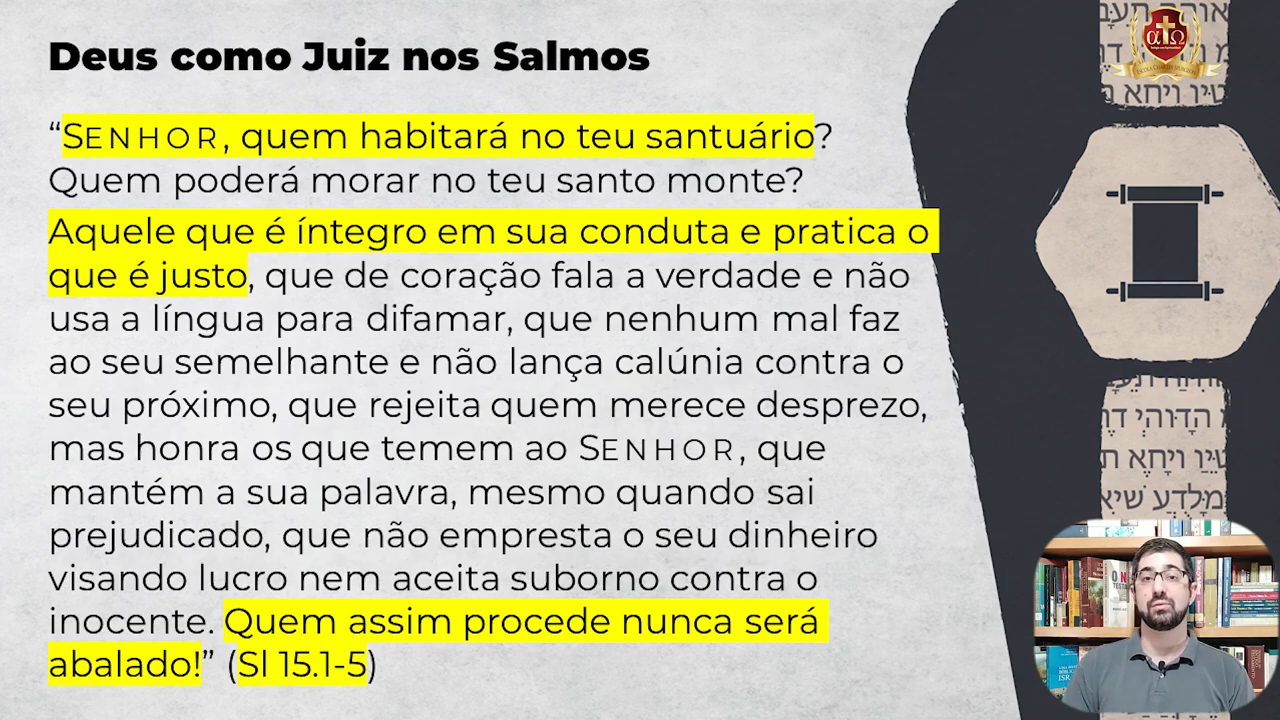 Deus como Juiz nos Salmos
“SENHOR, quem habitará no teu santuário?
Quem poderá morar no teu santo monte?
Aquele que é íntegro em sua conduta e pratica o
que é justo, que de coração fala a verdade e não
usa a língua para difamar, que nenhum mal faz
ao seu semelhante e não lança calúnia contra o
seu próximo, que rejeita quem merece desprezo,
mas honra os que temem ao SENHOR, que
mantém a sua palavra, mesmo quando sai
prejudicado, que não empresta o seu dinheiro
visando lucro nem aceita suborno contra o
inocente. Quem assim procede nunca será
abalado!” (Sl 15.1-5)
α Ω